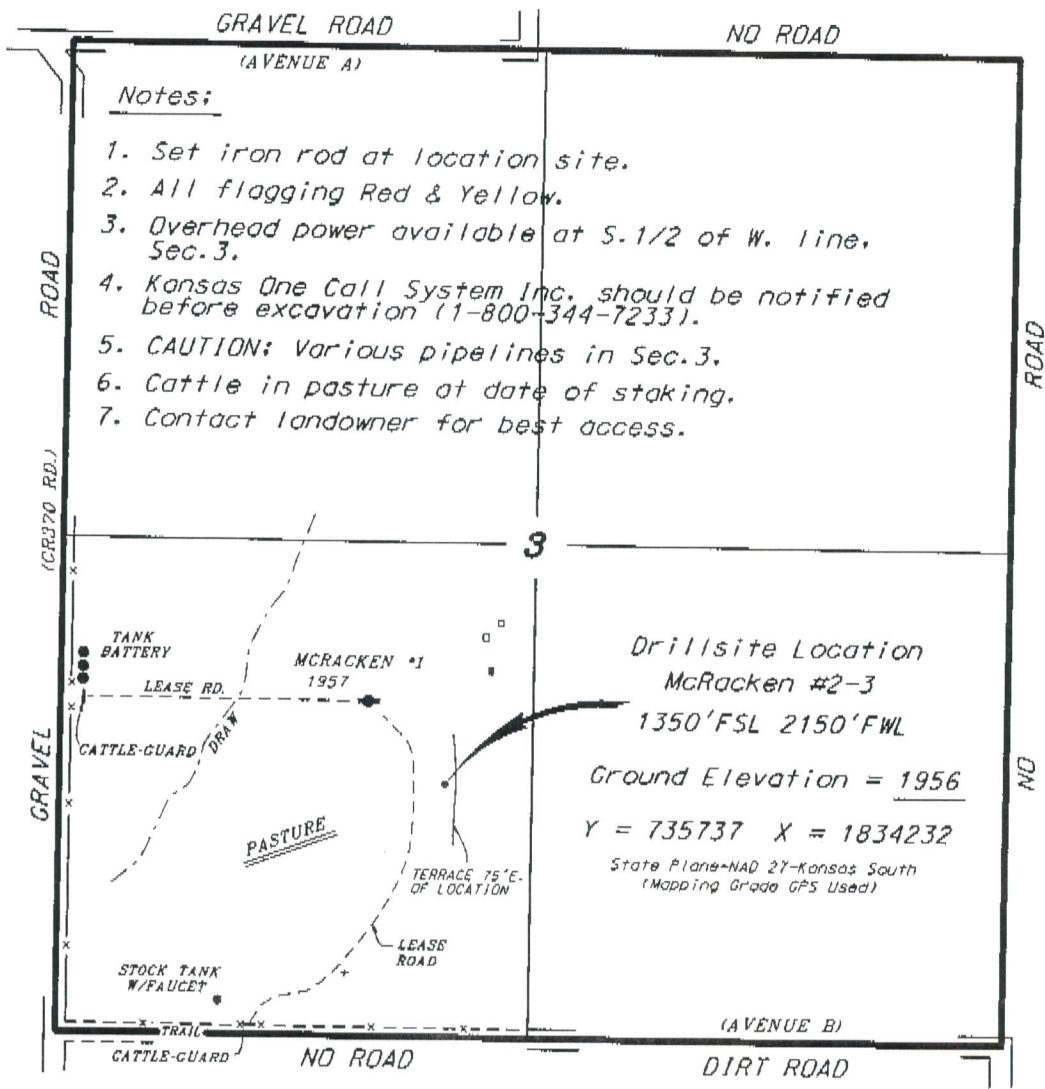 GRAVEL ROAD
NO ROAD
(AVENUE A)
Notes:
1. Set iron rod at location site.
2. All flagging Red & Yellow.
3. Overhead power available at S.1/2 of W. line,
Sec.3.
4. Kansas One Call System Inc. should be notified
before excavation (1-800-344-7233).
5. CAUTION: Various pipelines in Sec.3.
6. Cattle in pasture at date of staking.
7. Contact landowner for best access.
ROAD
(CR370 RD.)
GRAVEL
ROAD
NO
3
TANK
BATTERY
LEASE RD.
MCRACKEN #1
1957
CATTLE-GUARD
DRAW
PASTURE
Drillsite Location
McRacken #2-3
1350'FSL 2150'FWL
Ground Elevation = 1956
Y = 735737 X = 1834232
State Plane-NAD 27-Kansas South
(Mapping Grade GPS Used)
TERRACE 75'E-
OF LOCATION
LEASE
ROAD
STOCK TANK
W/FAUCET
TRAIL
CATTLE-GUARD
NO ROAD
(AVENUE B)
DIRT ROAD